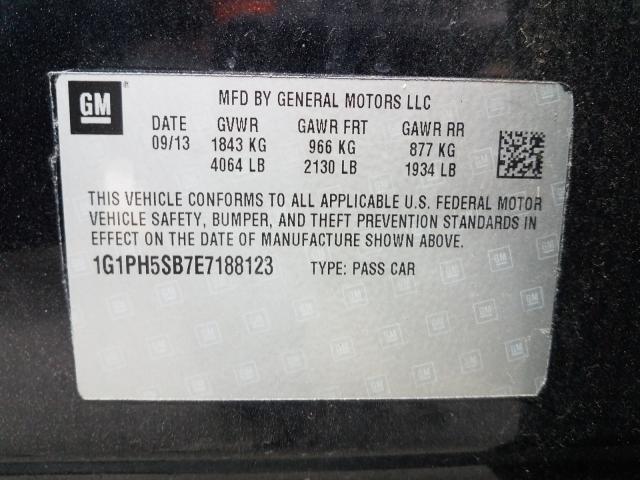 GM
MFD BY GENERAL MOTORS LLC
DATE GVWR GAWR FRT GAWR RR
09/13 1843 KG 966 KG 877 KG
4064 LB 2130 LB 1934 LB
THIS VEHICLE CONFORMS TO ALL APPLICABLE U.S. FEDERAL MOTOR
VEHICLE SAFETY, BUMPER, AND THEFT PREVENTION STANDARDS IN
EFFECT ON THE DATE OF MANUFACTURE SHOWN ABOVE.
1G1PH5SB7E7188123 TYPE: PASS CAR